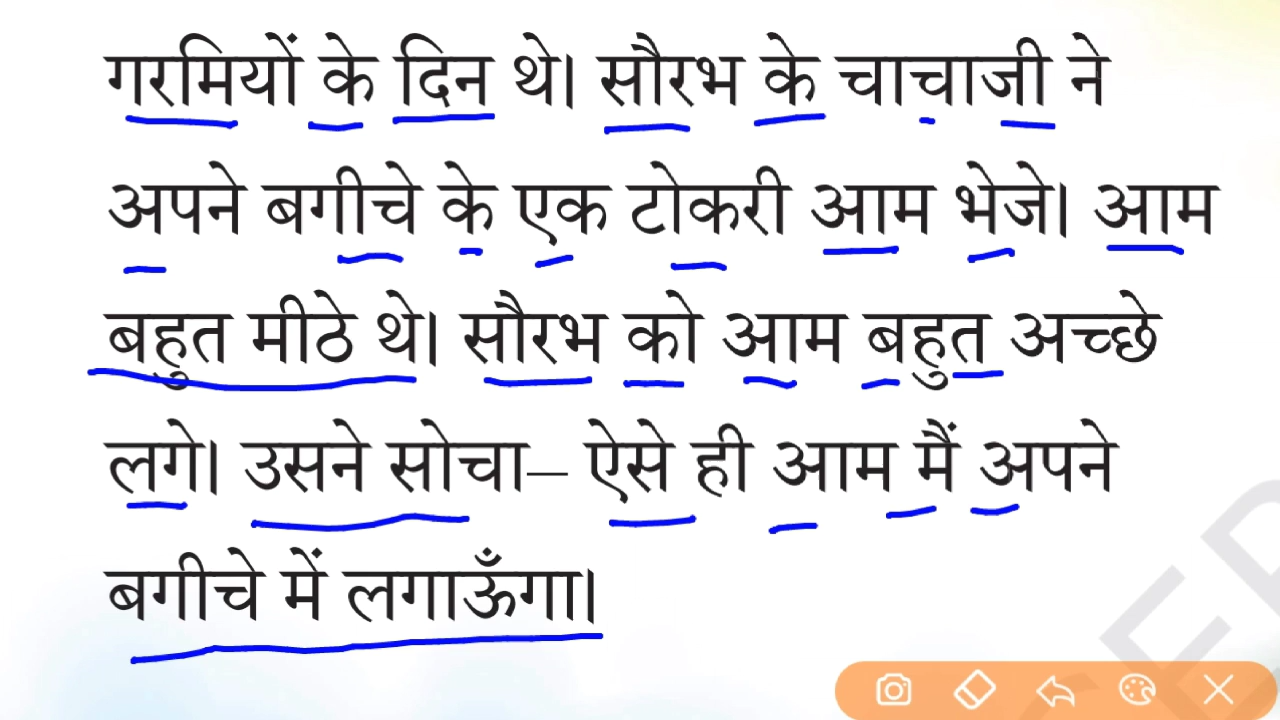 गरमियों के दिन थे। सौरभ के चाचाजी ने
अपने बगीचे के एक टोकरी आम भेजे। आम
बहुत मीठे थे। सौरभ को आम बहुत अच्छे
लगे। उसने सोचा– ऐसे ही आम मैं अपने
बगीचे में लगाऊँगा।